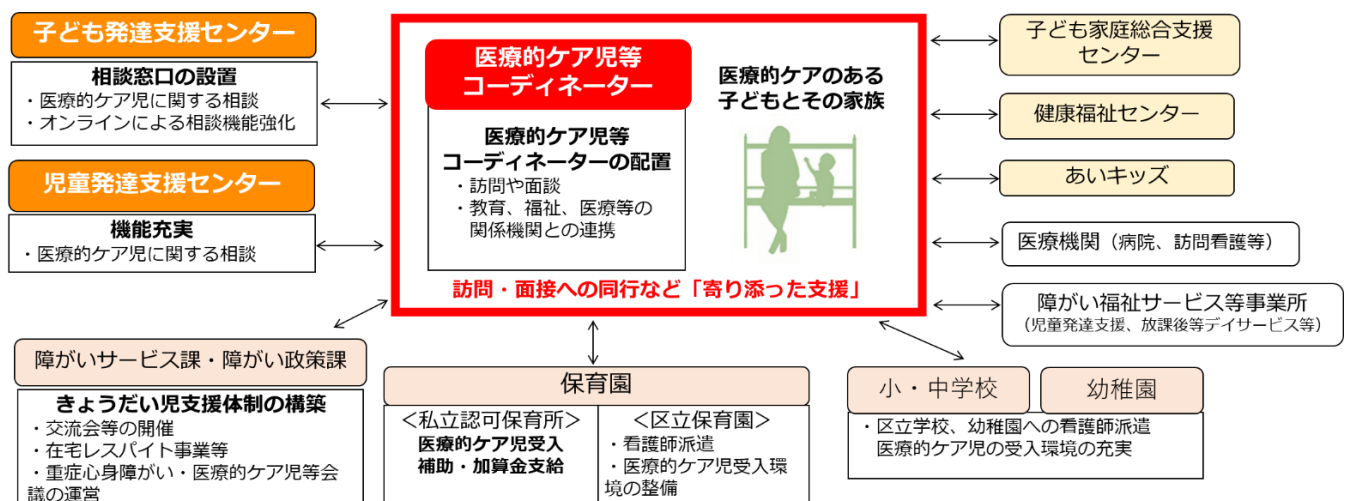 子ども発達支援センター
相談窓口の設置
・医療的ケア児に関する相談
・オンラインによる相談機能強化
児童発達支援センター
機能充実
・医療的ケア児に関する相談
医療的ケア児等
コーディネーター
医療的ケア児等
コーディネーターの配置
・訪問や面談
・教育、福祉、医療等の
関係機関との連携
医療的ケアのある
子どもとその家族
訪問・面接への同行など「寄り添った支援」
子ども家庭総合支援
センター
健康福祉センター
あいキッズ
医療機関（病院、訪問看護等）
障がい福祉サービス等事業所
（児童発達支援、放課後等デイサービス等）
障がいサービス課・障がい政策課
きょうだい児支援体制の構築
・交流会等の開催
・在宅レスパイト事業等
・重症心身障がい・医療的ケア児等会
議の運営
保育園
＜私立認可保育所＞
医療的ケア児受入
補助・加算金支給
＜区立保育園＞
・看護師派遣
・医療的ケア児受入環
境の整備
小・中学校
幼稚園
・区立学校、幼稚園への看護師派遣
医療的ケア児の受入環境の充実